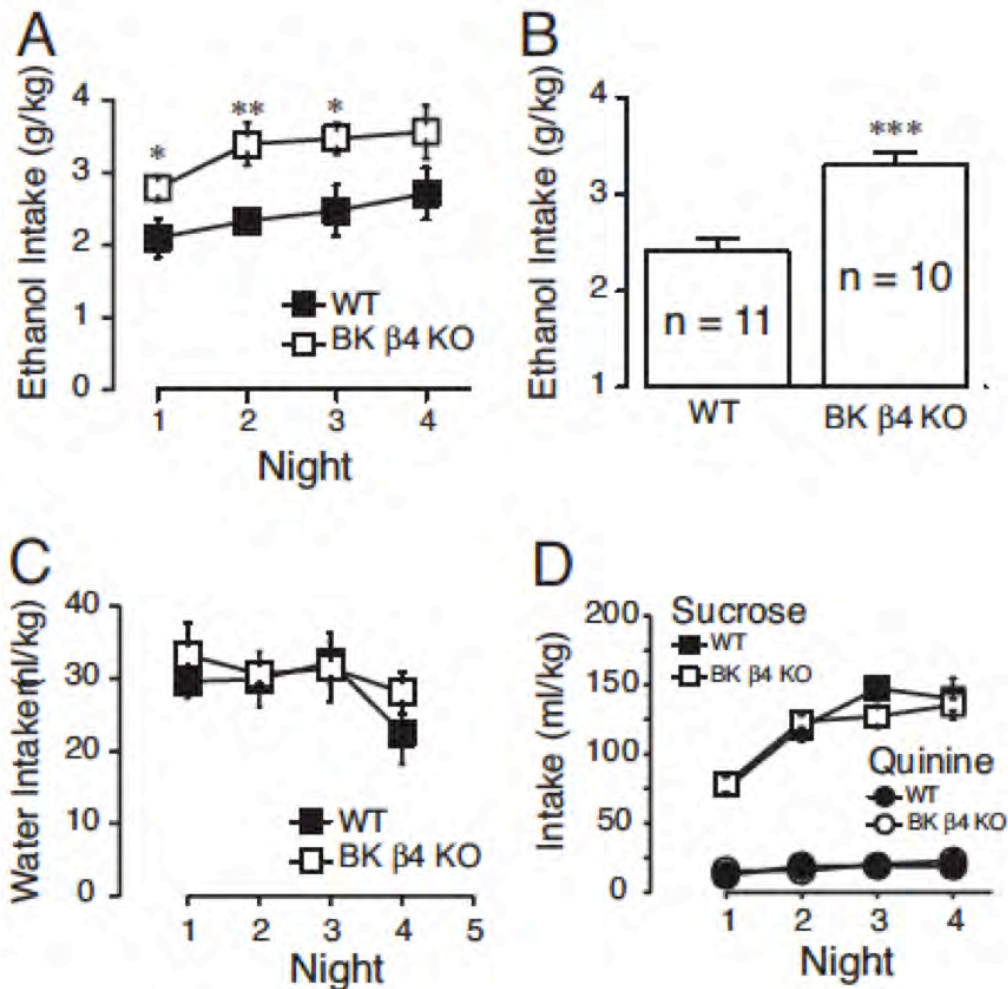 A
Ethanol Intake (g/kg)
4
3
2
1
0
*
**
*
WT
BK β4 KO
1 2 3 4
Night
B
Ethanol Intake (g/kg)
4
3
2
1
***
n = 11
n = 10
WT
BK β4 KO
C
Water Intake(ml/kg)
40
30
20
10
0
WT
BK β4 KO
1 2 3 4 5
Night
D
Intake (ml/kg)
200
150
100
50
0
Sucrose
WT
BK β4 KO
Quinine
WT
BK β4 KO
1 2 3 4
Night